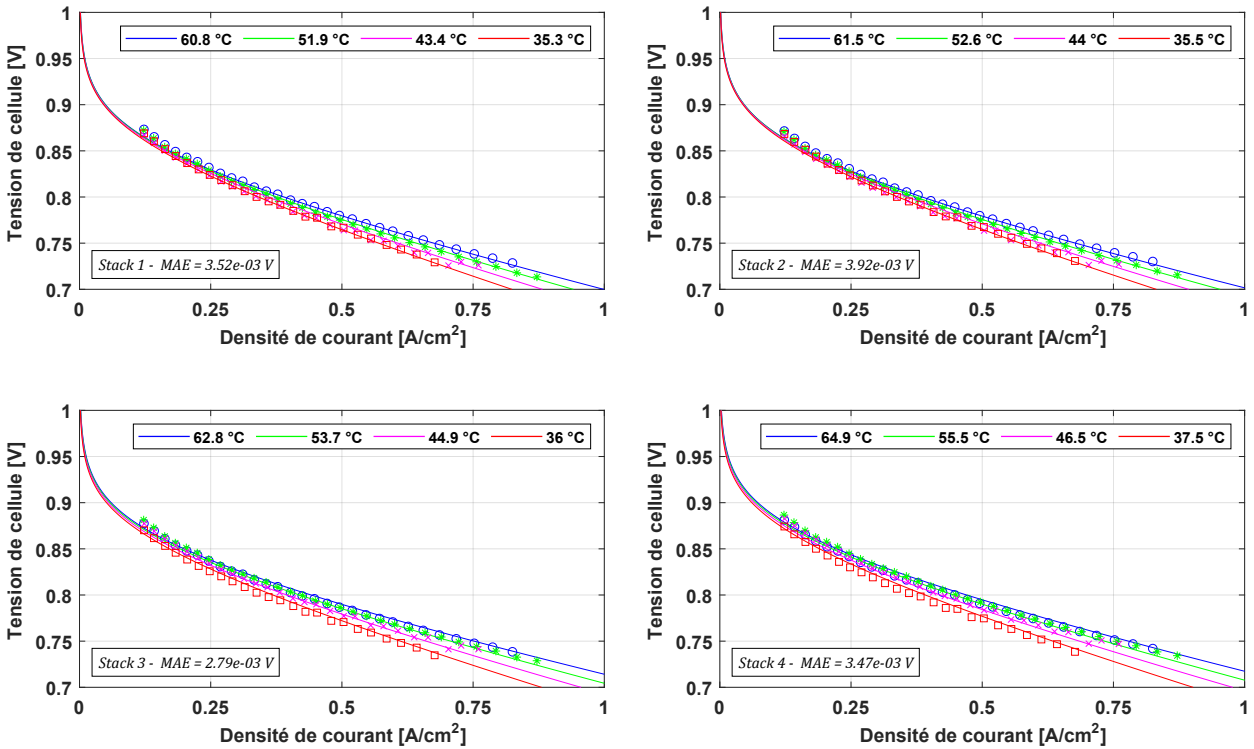 60.8 °C 51.9 °C 43.4 °C 35.3 °C
Tension de cellule [V]
1
0.95
0.9
0.85
0.8
0.75
0.7
Stack 1 - MAE = 3.52e-03 V
0 0.25 0.5 0.75 1
Densité de courant [A/cm²]
61.5 °C 52.6 °C 44 °C 35.5 °C
Tension de cellule [V]
1
0.95
0.9
0.85
0.8
0.75
0.7
Stack 2 - MAE = 3.92e-03 V
0 0.25 0.5 0.75 1
Densité de courant [A/cm²]
62.8 °C 53.7 °C 44.9 °C 36 °C
Tension de cellule [V]
1
0.95
0.9
0.85
0.8
0.75
0.7
Stack 3 - MAE = 2.79e-03 V
0 0.25 0.5 0.75 1
Densité de courant [A/cm²]
64.9 °C 55.5 °C 46.5 °C 37.5 °C
Tension de cellule [V]
1
0.95
0.9
0.85
0.8
0.75
0.7
Stack 4 - MAE = 3.47e-03 V
0 0.25 0.5 0.75 1
Densité de courant [A/cm²]